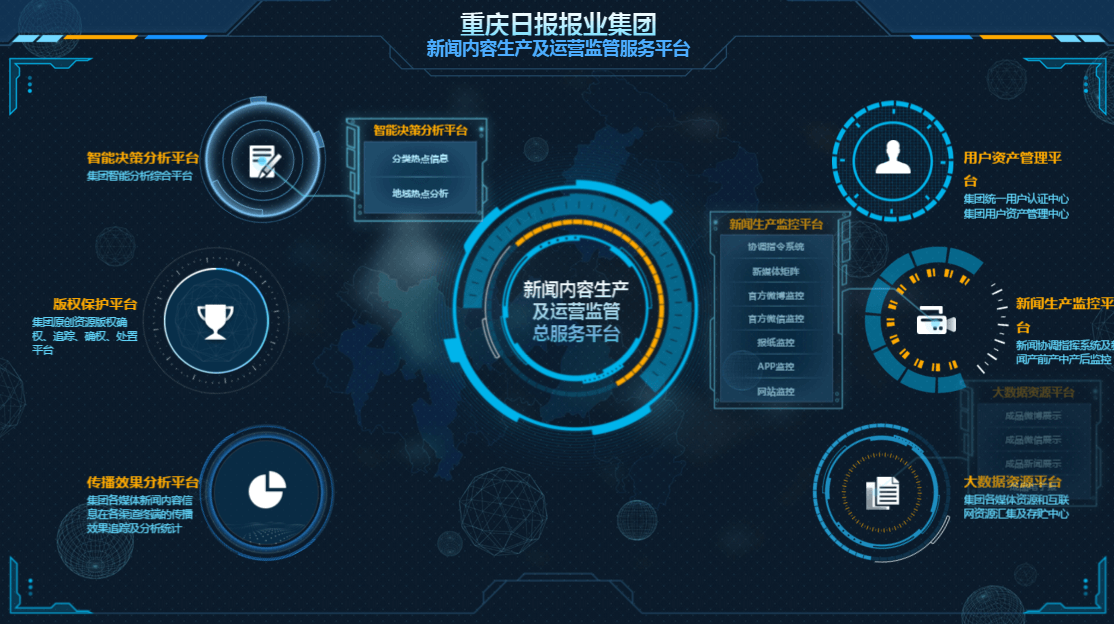 重庆日报报业集团
新闻内容生产及运营监管服务平台
智能决策分析平台
集团智能分析综合平台
智能决策分析平台
分类热点信息
地域热点分析
用户资产管理平
台
集团统一用户认证中心
集团用户资产管理中心
版权保护平台
集团原创资源版权确
权、追踪、确权、处置
平台
新闻内容生产
及运营监管
总服务平台
新闻生产监控平台
协调指令系统
新媒体矩阵
官方微博监控
官方微信监控
报纸监控
APP监控
网站监控
新闻生产监控平
台
新闻协调指挥系统及
闻产前产中产后监控
大数据资源平台
成品微博展示
成品微信展示
成品新闻展示
传播效果分析平台
集团各媒体新闻内容信
息在各渠道终端的传播
效果追踪及分析统计
大数据资源平台
集团各媒体资源和互联
网资源汇集及存贮中心